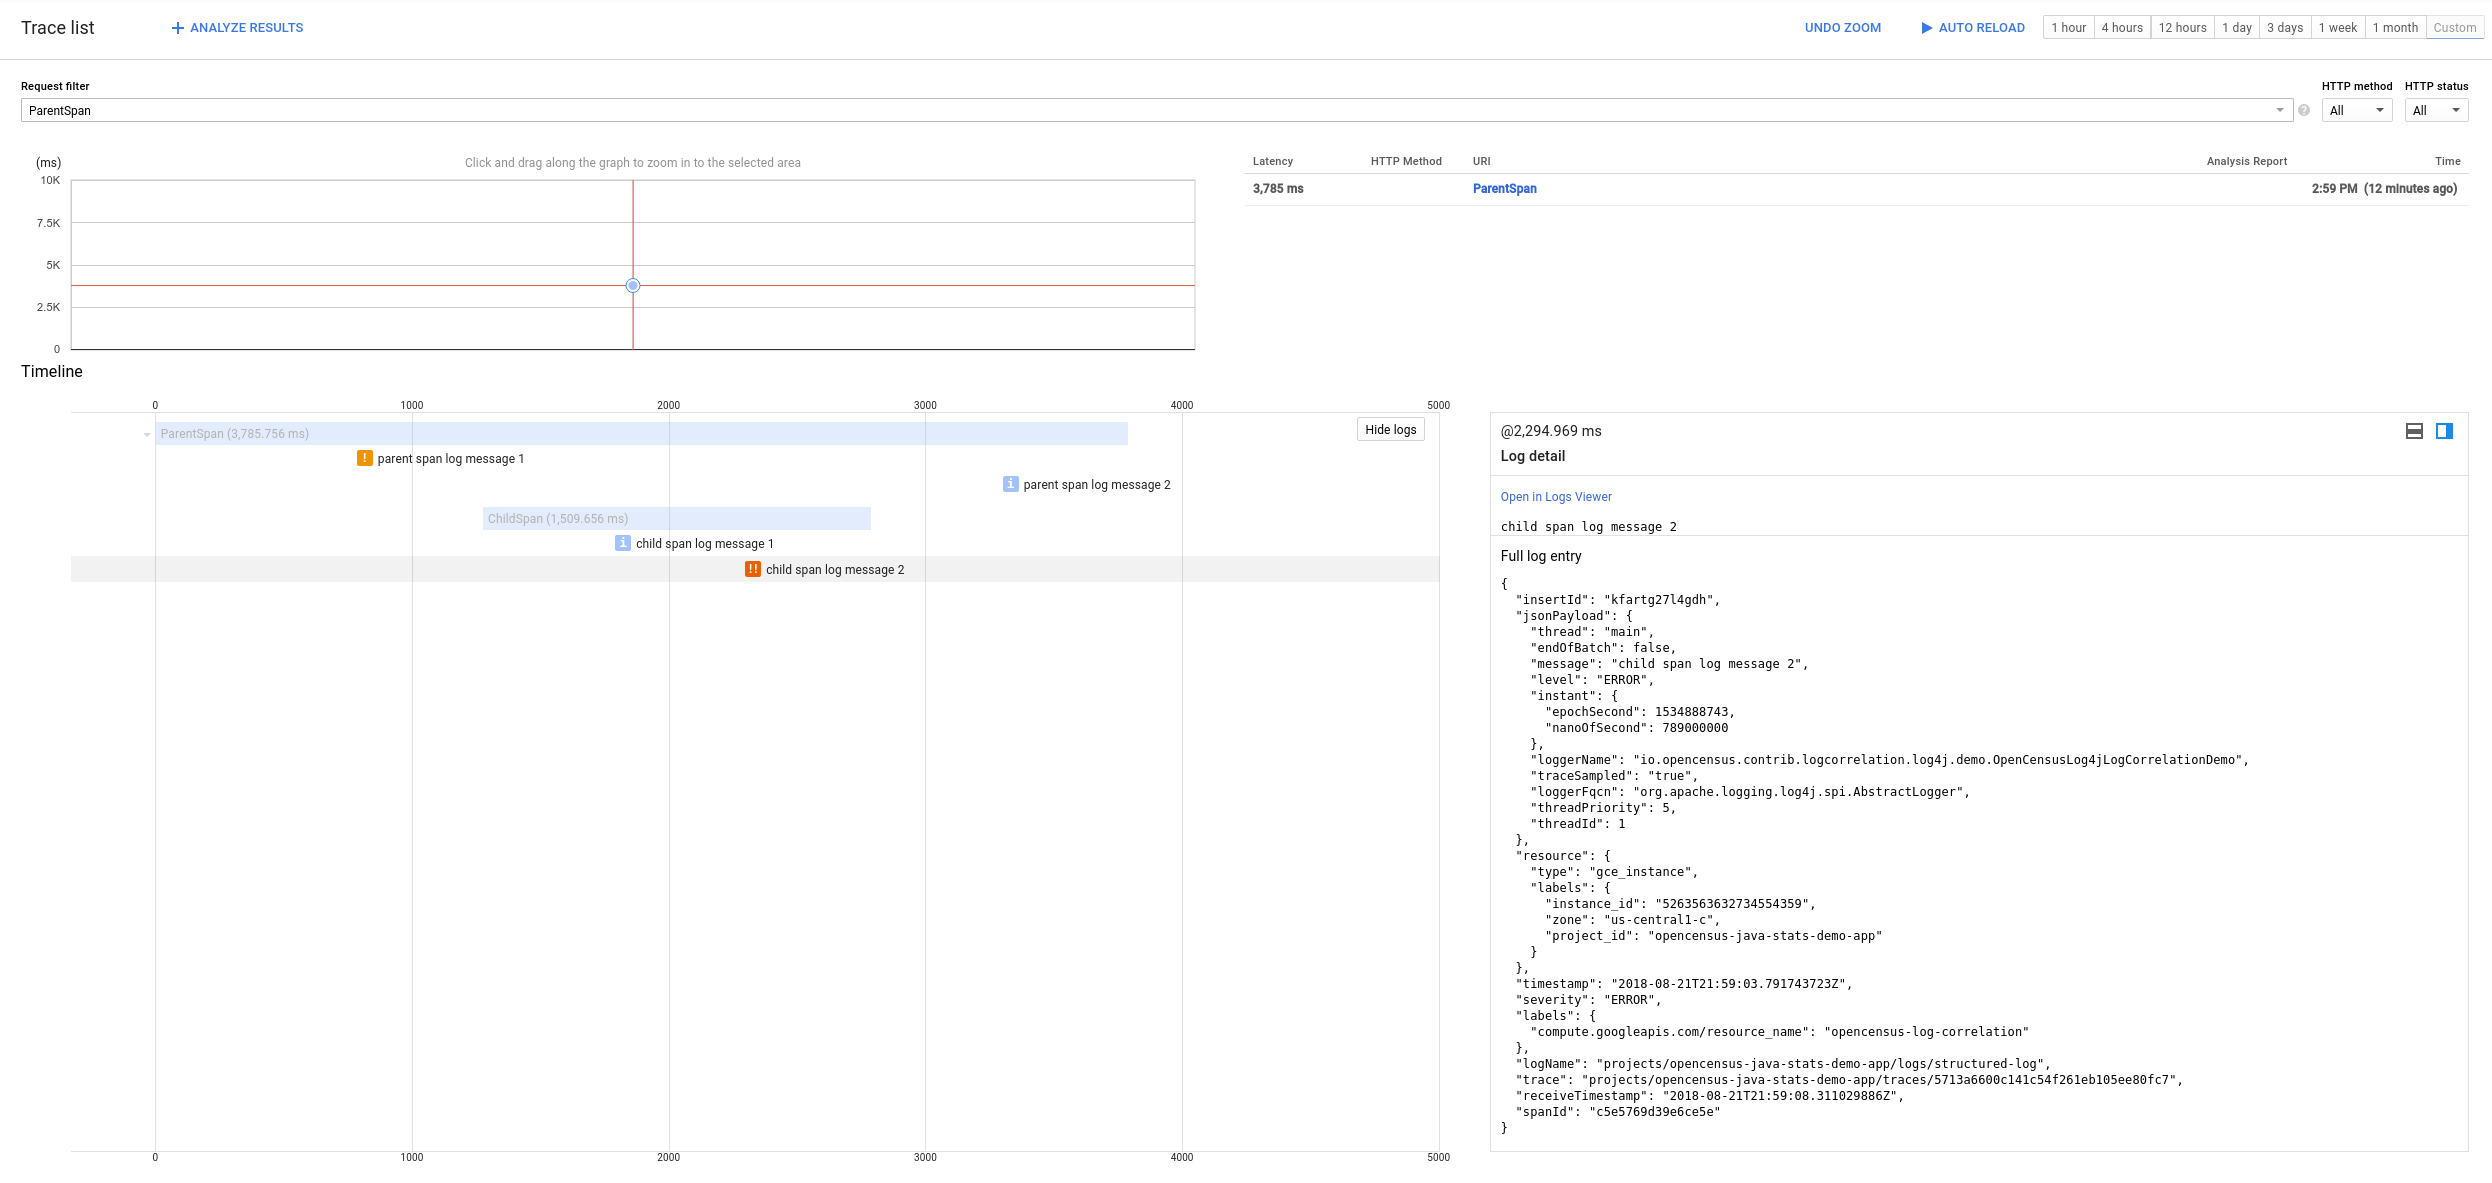 Trace list
ANALYZE RESULTS
UNDO ZOOM
AUTO RELOAD
1 hour
4 hours
12 hours
1 day
3 days
1 week
1 month
Custom
Request filter
HTTP method
HTTP status
ParentSpan
?
All
All
(ms)
Click and drag along the graph to zoom in to the selected area
10K
7.5K
5K
2.5K
0
Latency
HTTP Method
URI
Analysis Report
Time
3,785 ms
ParentSpan
2:59 PM (12 minutes ago)
Timeline
0 1000 2000 3000 4000 5000
ParentSpan (3,785.756 ms)
Hide logs
! parent span log message 1
i parent span log message 2
ChildSpan (1,509.656 ms)
i child span log message 1
!! child span log message 2
0 1000 2000 3000 4000 5000
@2,294.969 ms
Log detail
Open in Logs Viewer
child span log message 2
Full log entry
{
"insertId": "kfartg27l4gdh",
"jsonPayload": {
"thread": "main",
"endOfBatch": false,
"message": "child span log message 2",
"level": "ERROR",
"instant": {
"epochSecond": 1534888743,
"nanoOfSecond": 789000000
},
"loggerName": "io.opencensus.contrib.logcorrelation.log4j.demo.OpenCensusLog4jLogCorrelationDemo",
"traceSampled": "true",
"loggerFqcn": "org.apache.logging.log4j.spi.AbstractLogger",
"threadPriority": 5,
"threadId": 1
},
"resource": {
"type": "gce_instance",
"labels": {
"instance_id": "5263563632734554359",
"zone": "us-central1-c",
"project_id": "opencensus-java-stats-demo-app"
}
},
"timestamp": "2018-08-21T21:59:03.791743723Z",
"severity": "ERROR",
"labels": {
"compute.googleapis.com/resource_name": "opencensus-log-correlation"
},
"logName": "projects/opencensus-java-stats-demo-app/logs/structured-log",
"trace": "projects/opencensus-java-stats-demo-app/traces/5713a6600c141c54f261eb105ee80fc7",
"receiveTimestamp": "2018-08-21T21:59:08.311029886Z",
"spanId": "c5e5769d39e6ce5e"
}